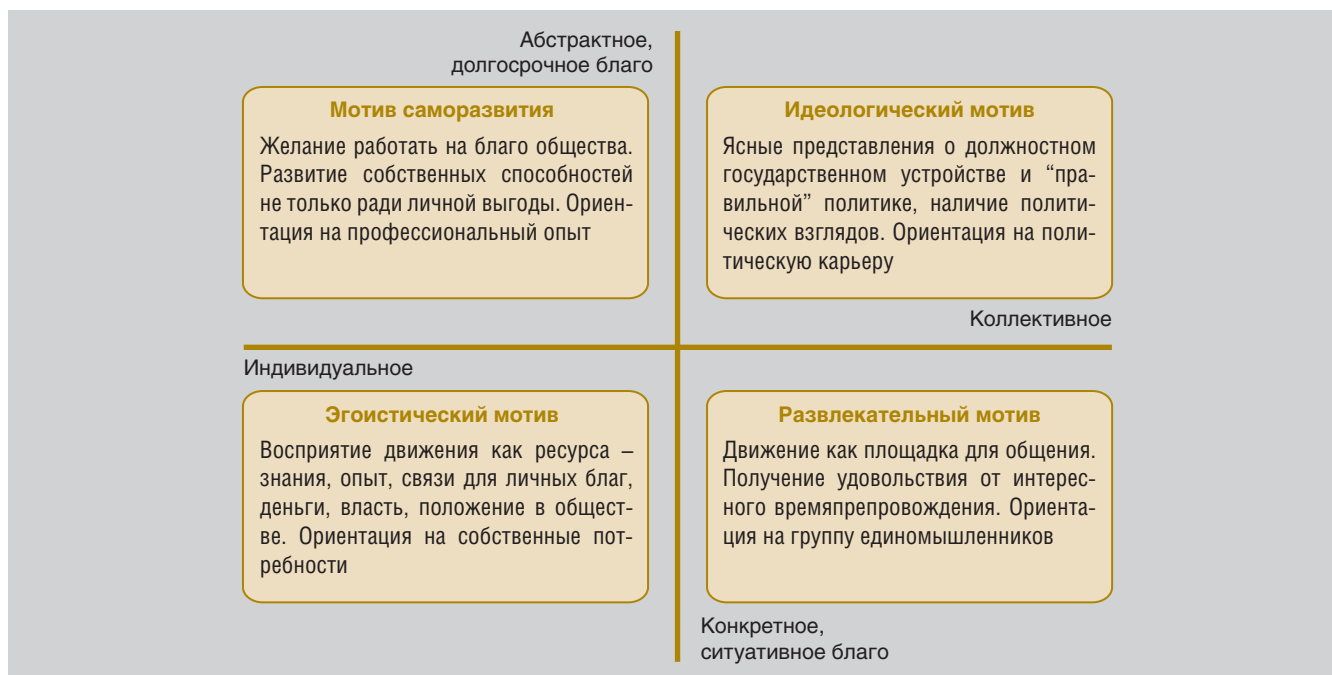 Абстрактное,
долгосрочное благо
Мотив саморазвития
Желание работать на благо общества.
Развитие собственных способностей
не только ради личной выгоды. Ориен-
тация на профессиональный опыт
Идеологический мотив
Ясные представления о должностном
государственном устройстве и “пра-
вильной” политике, наличие полити-
ческих взглядов. Ориентация на поли-
тическую карьеру
Коллективное
Индивидуальное
Эгоистический мотив
Восприятие движения как ресурса –
знания, опыт, связи для личных благ,
деньги, власть, положение в общест-
ве. Ориентация на собственные пот-
ребности
Развлекательный мотив
Движение как площадка для общения.
Получение удовольствия от интерес-
ного времяпрепровождения. Ориента-
ция на группу единомышленников
Конкретное,
ситуативное благо